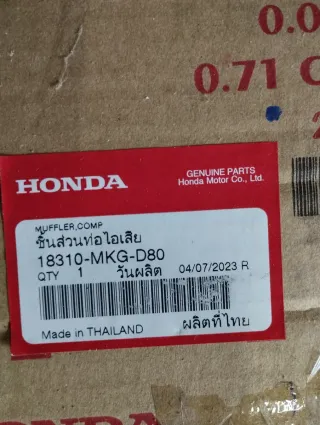 0.0
0.71 C
HONDA
GENUINE PARTS
Honda Motor Co., Ltd.
MUFFLER,COMP
ชิ้นส่วนท่อไอเสีย
18310-MKG-D80
QTY 1 วันผลิต 04/07/2023 R
Made in THAILAND ผลิตที่ไทย
HONDA